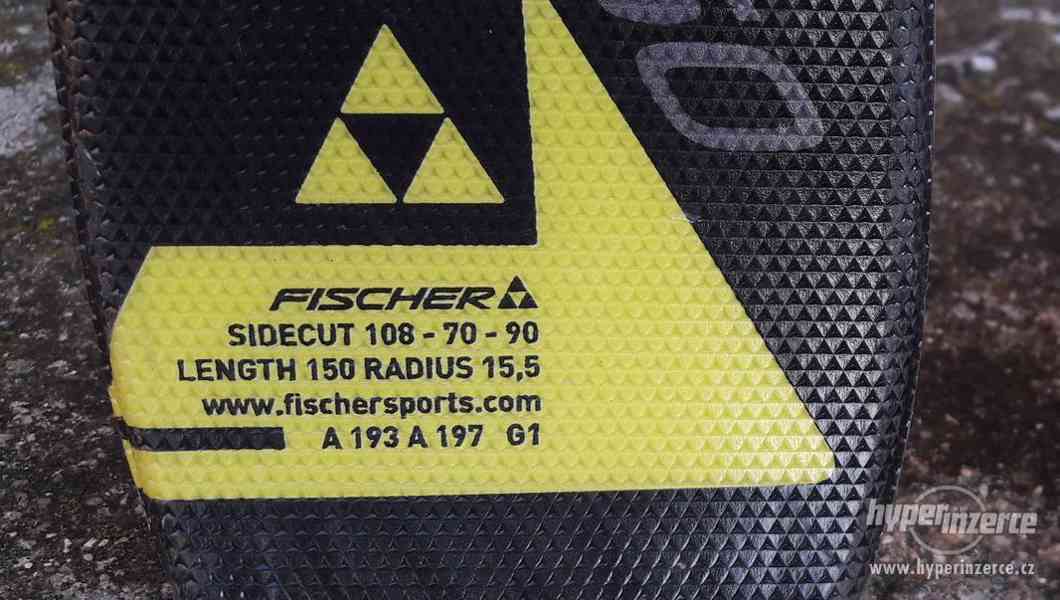 FISCHER
SIDECUT 108 - 70 - 90
LENGTH 150 RADIUS 15,5
www.fischersports.com
A 193 A 197 G1
hyperinzerce
www.hyperinzerce.cz